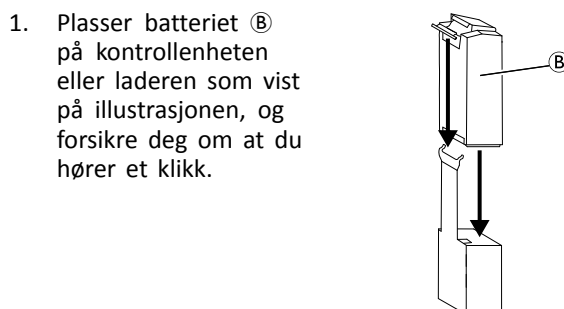 1. Plasser batteriet Ⓑ
på kontrollenheten
eller laderen som vist
på illustrasjonen, og
forsikre deg om at du
hører et klikk.
Ⓑ